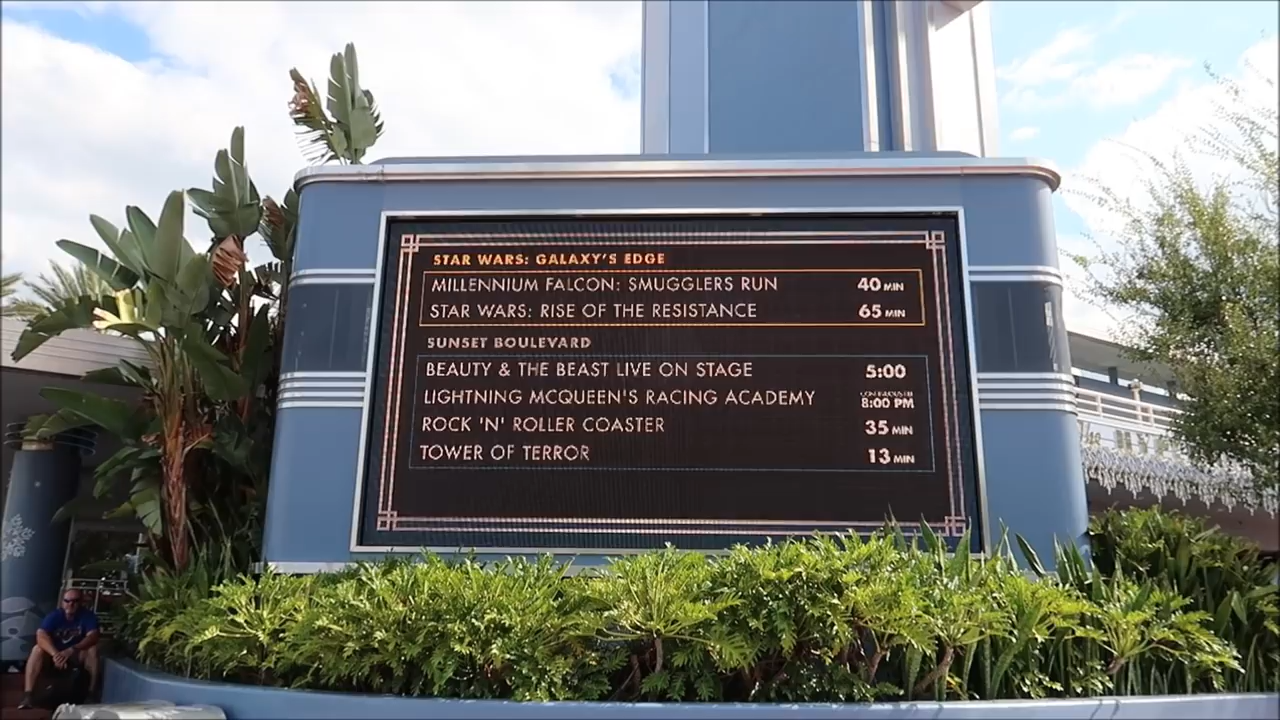 STAR WARS: GALAXY'S EDGE
MILLENNIUM FALCON: SMUGGLERS RUN 40 MIN
STAR WARS: RISE OF THE RESISTANCE 65 MIN
SUNSET BOULEVARD
BEAUTY & THE BEAST LIVE ON STAGE 5:00
LIGHTNING MCQUEEN'S RACING ACADEMY 8:00 PM
ROCK 'N' ROLLER COASTER 35 MIN
TOWER OF TERROR 13 MIN